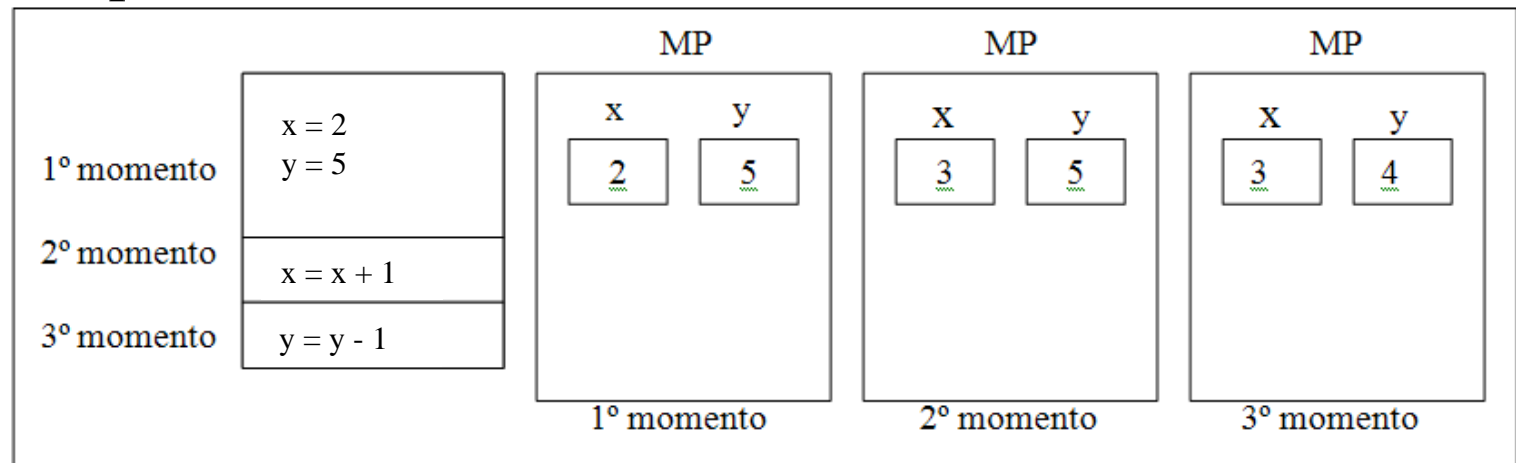 MP MP MP
x y x y x y
x = 2
y = 5
1º momento 2 5 3 5 3 4
2º momento
x = x + 1
3º momento y = y - 1
1º momento 2º momento 3º momento